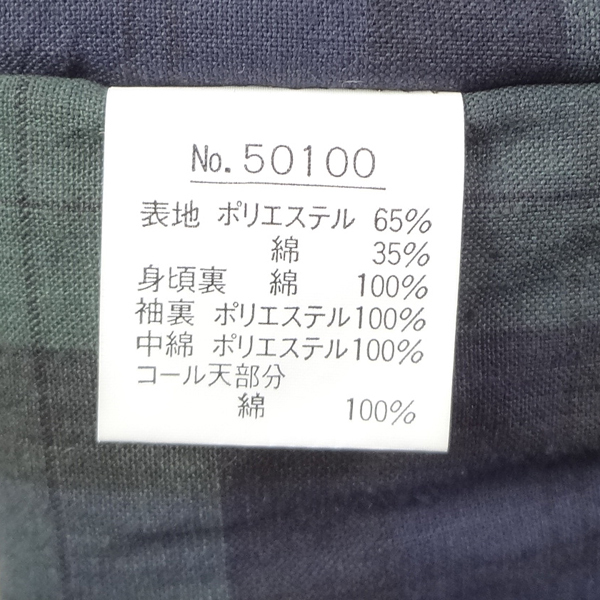 No.50100
表地 ポリエステル 65%
綿 35%
身頃裏 綿 100%
袖裏 ポリエステル100%
中綿 ポリエステル100%
コール天部分
綿 100%